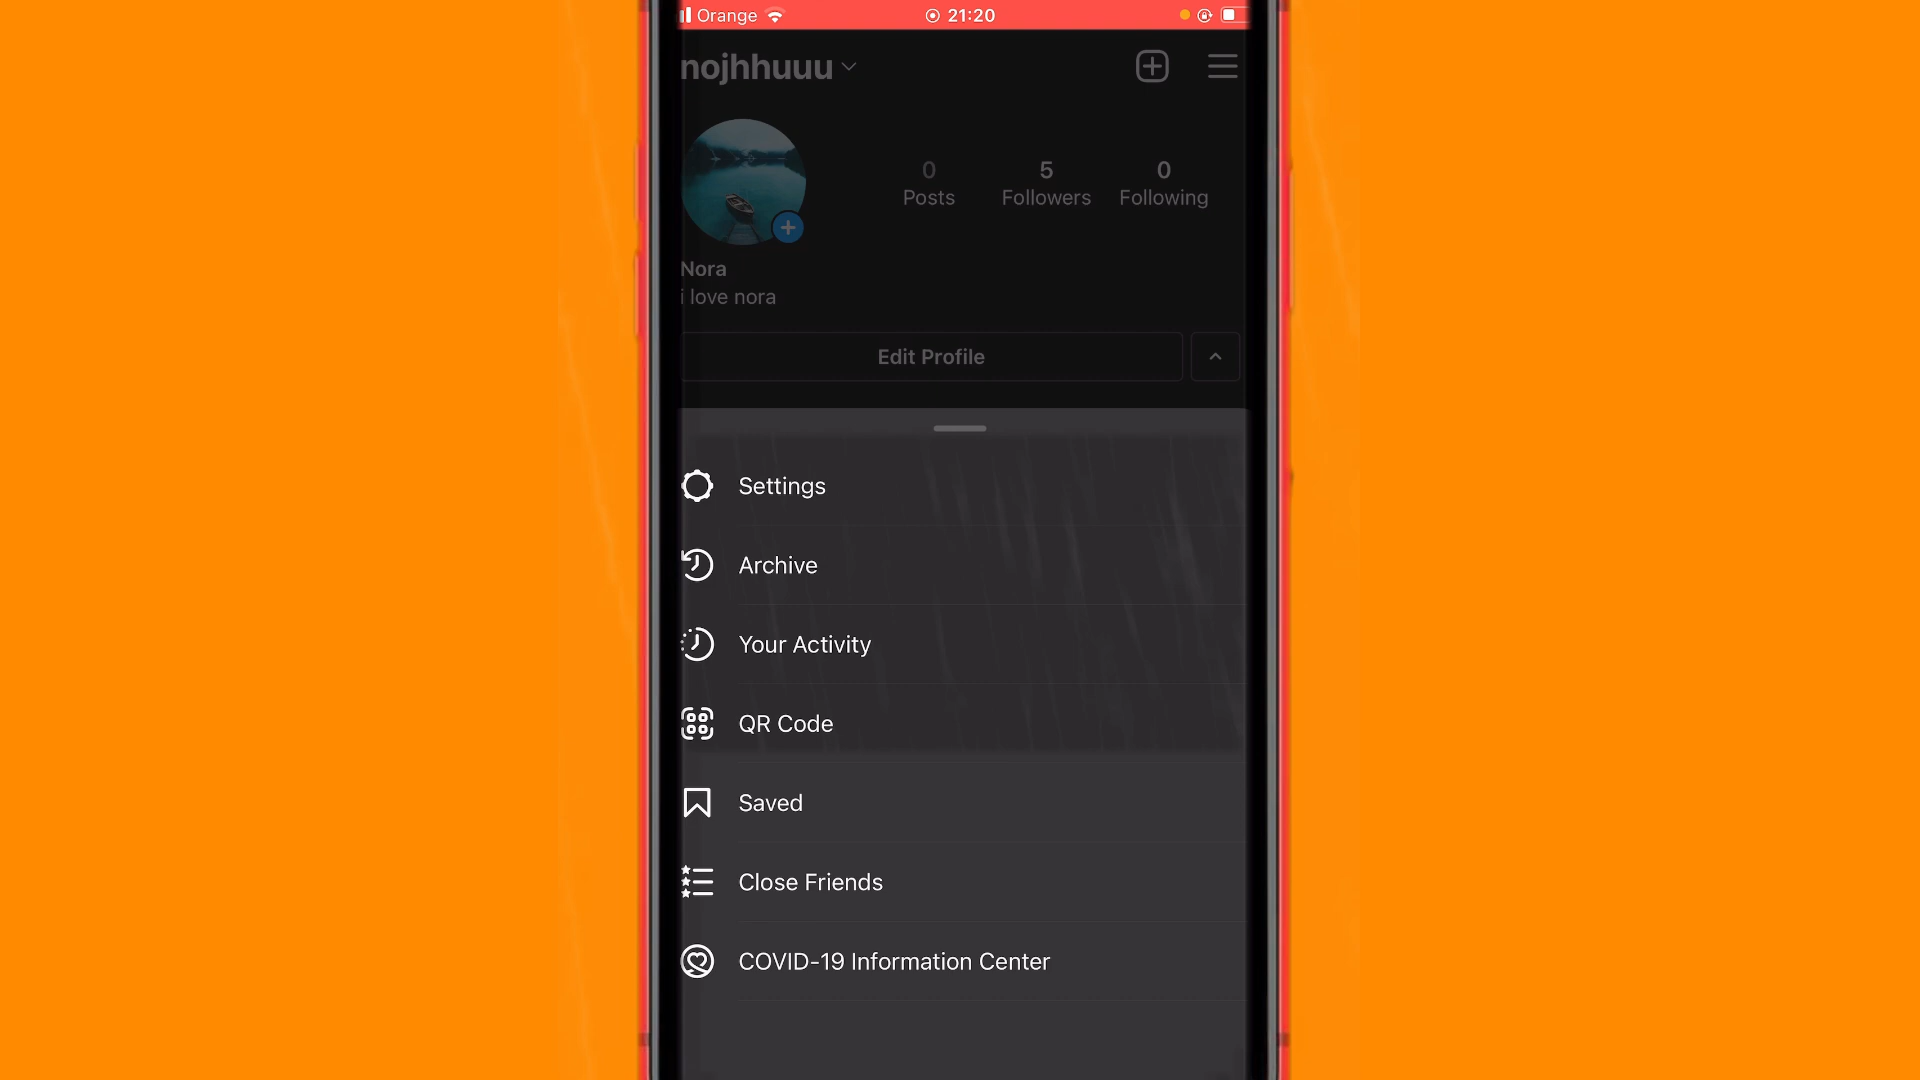 Orange 21:20
nojhhuuu
0 5 0
Posts Followers Following
Nora
i love nora
Edit Profile
Settings
Archive
Your Activity
QR Code
Saved
Close Friends
COVID-19 Information Center